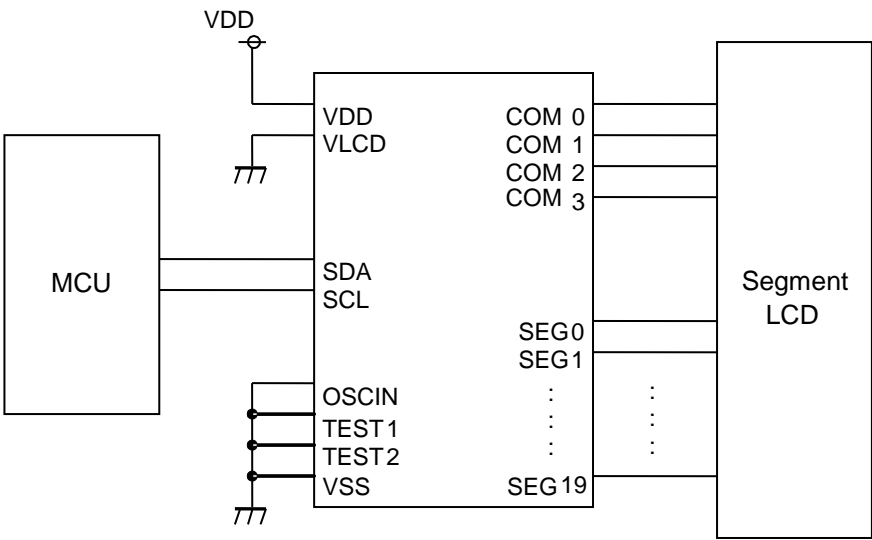 VDD
VDD
VLCD
COM 0
COM 1
COM 2
COM 3
MCU
SDA
SCL
Segment
LCD
SEG0
SEG1
OSCIN
TEST1
TEST2
VSS
SEG19